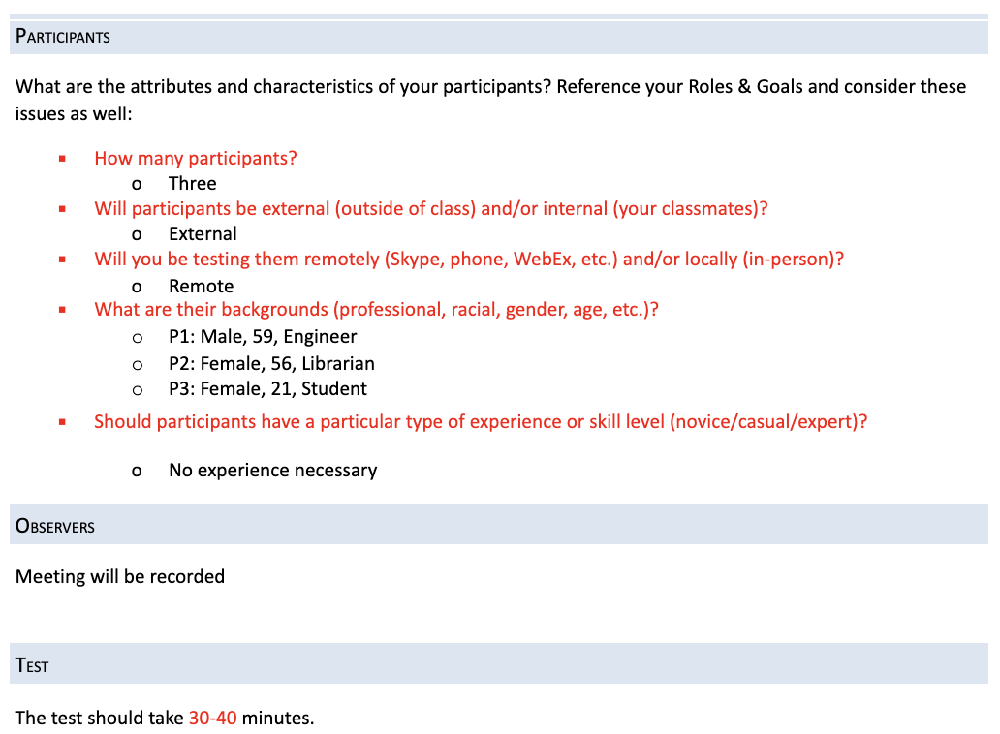 PARTICIPANTS
What are the attributes and characteristics of your participants? Reference your Roles & Goals and consider these
issues as well:
▪ How many participants?
o Three
▪ Will participants be external (outside of class) and/or internal (your classmates)?
o External
▪ Will you be testing them remotely (Skype, phone, WebEx, etc.) and/or locally (in-person)?
o Remote
▪ What are their backgrounds (professional, racial, gender, age, etc.)?
○ P1: Male, 59, Engineer
○ P2: Female, 56, Librarian
○ P3: Female, 21, Student
▪ Should participants have a particular type of experience or skill level (novice/casual/expert)?
o No experience necessary
OBSERVERS
Meeting will be recorded
TEST
The test should take 30-40 minutes.